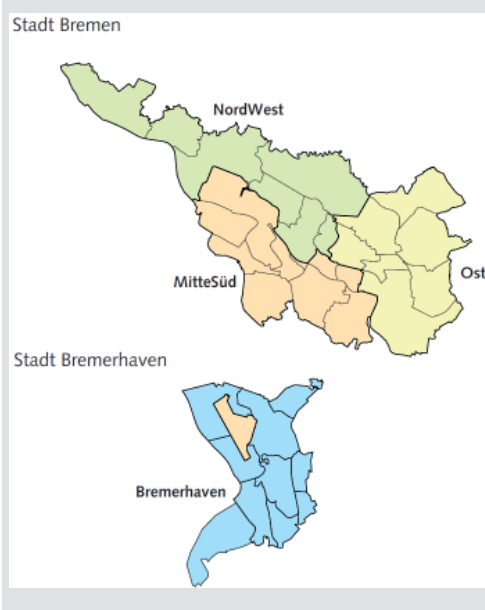 Stadt Bremen
NordWest
Ost
MitteSüd
Stadt Bremerhaven
Bremerhaven